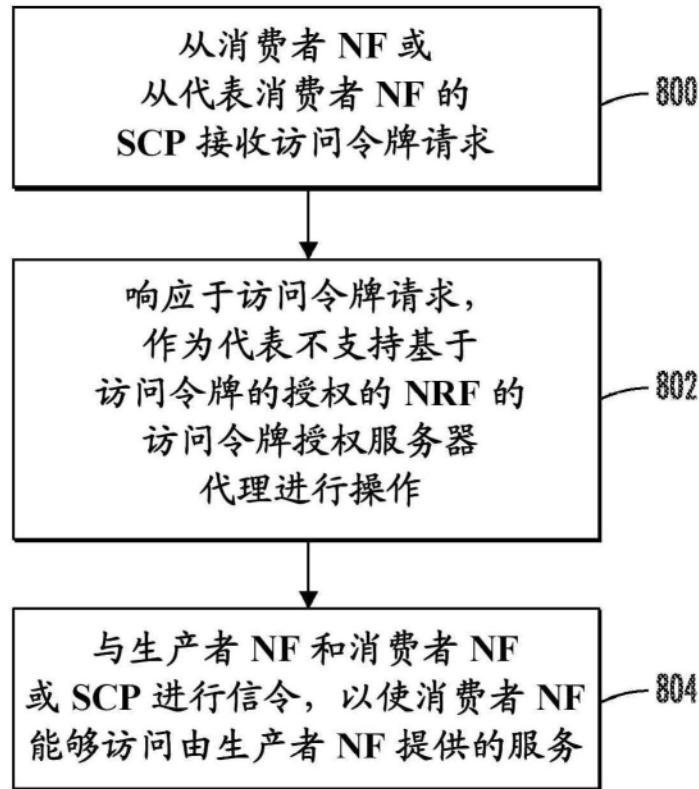 从消费者 NF 或
从代表消费者 NF 的
SCP 接收访问令牌请求
800
响应于访问令牌请求，
作为代表不支持基于
访问令牌的授权的 NRF 的
访问令牌授权服务器
代理进行操作
802
与生产者 NF 和消费者 NF
或 SCP 进行信令，以使消费者 NF
能够访问由生产者 NF 提供的服务
804